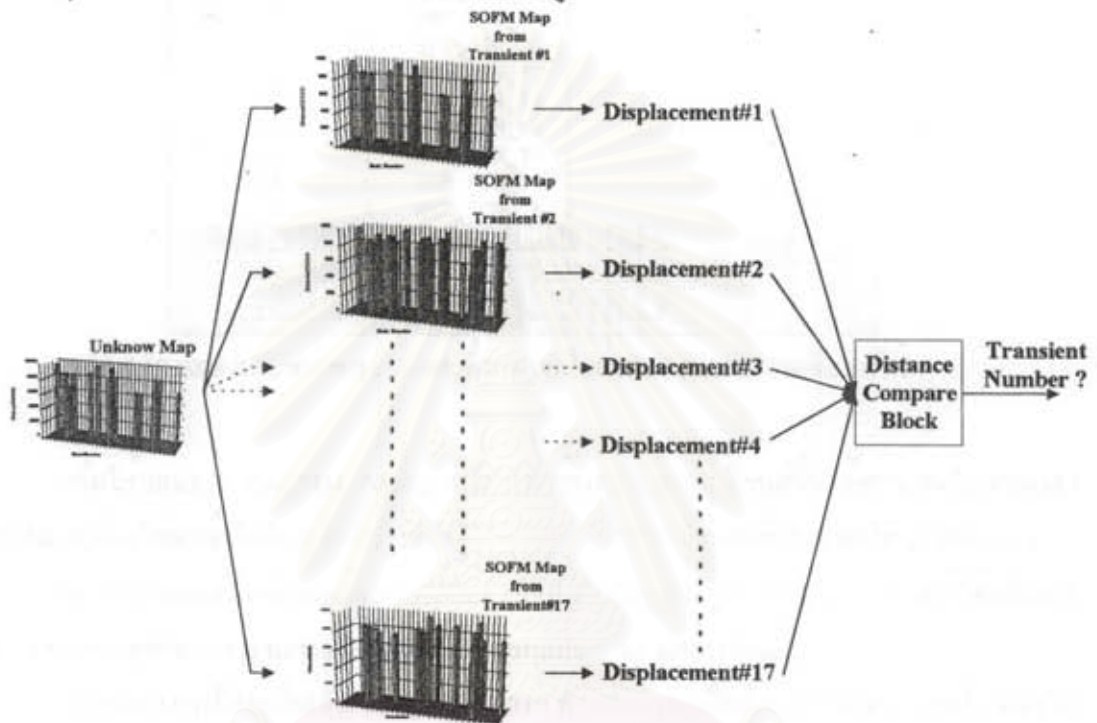 SOFM Map
from
Transient #1
Displacement#1
SOFM Map
from
Transient #2
Displacement#2
Unknow Map
Displacement#3
Distance
Compare
Block
Transient
Number ?
Displacement#4
SOFM Map
from
Transient#17
Displacement#17